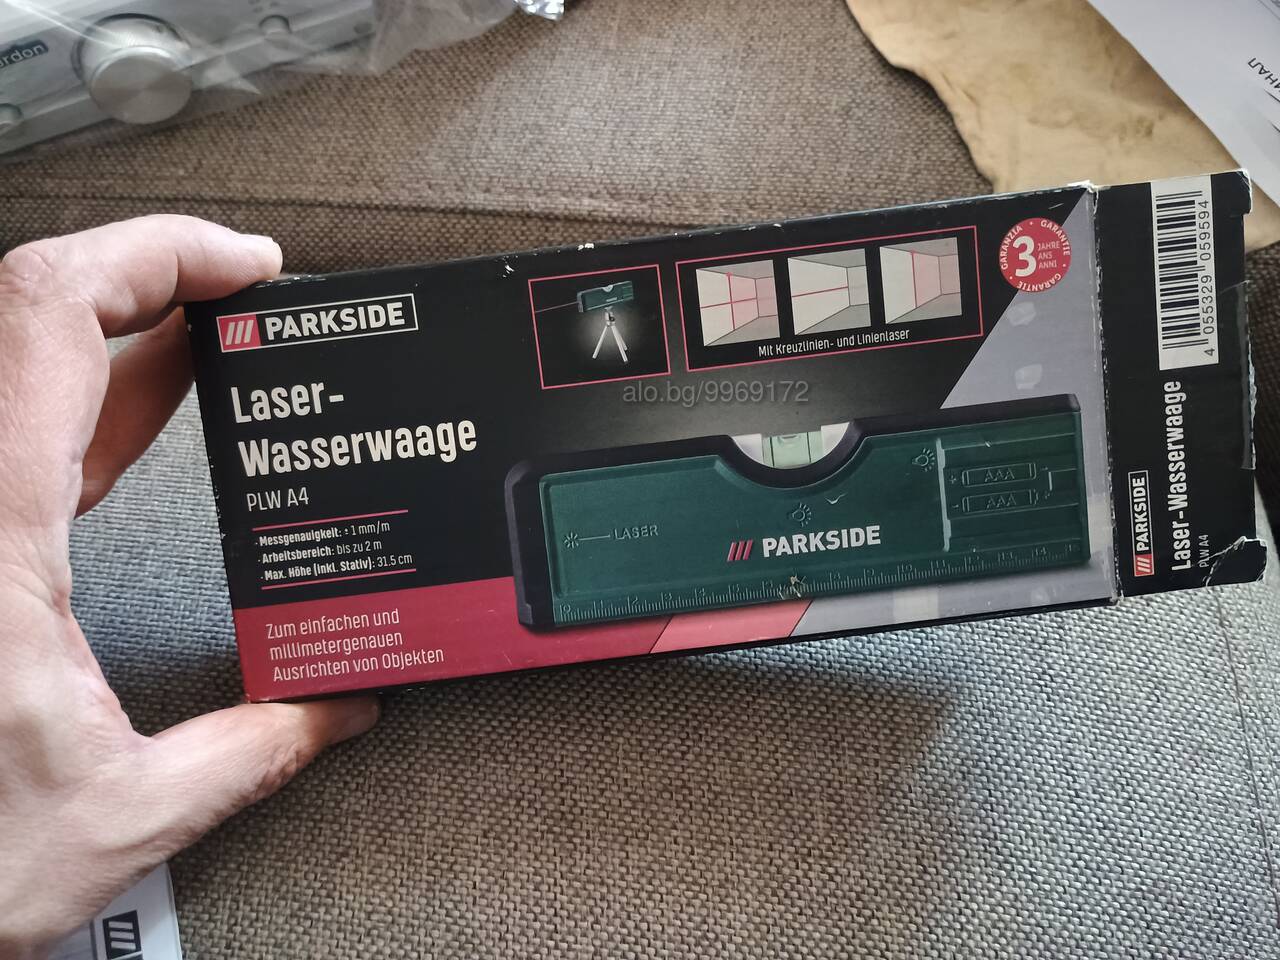 rdon
ИНАЛ
PARKSIDE
Laser-
Wasserwaage
PLW A4
· Messgenauigkeit: ± 1 mm/m
· Arbeitsbereich: bis zu 2 m
· Max. Höhe (inkl. Stativ): 31.5 cm
Zum einfachen und
millimetergenauen
Ausrichten von Objekten
Mit Kreuzlinien- und Linienlaser
GARANTIE
GARANZIA
GARANTIE
3
JAHRE
ANS
ANNI
alo.bg/9969172
LASER
PARKSIDE
AAA
AAA
4 055329 059594
PARKSIDE
Laser-Wasserwaage
PLW A4